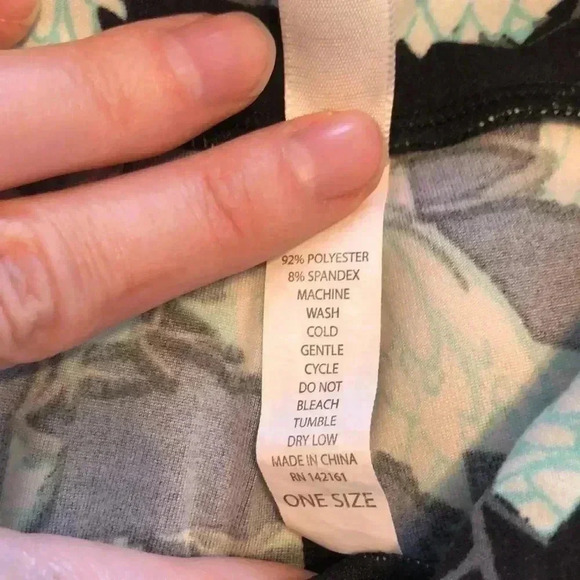 92% POLYESTER
8% SPANDEX
MACHINE
WASH
COLD
GENTLE
CYCLE
DO NOT
BLEACH
TUMBLE
DRY LOW
MADE IN CHINA
RN 142161
ONE SIZE